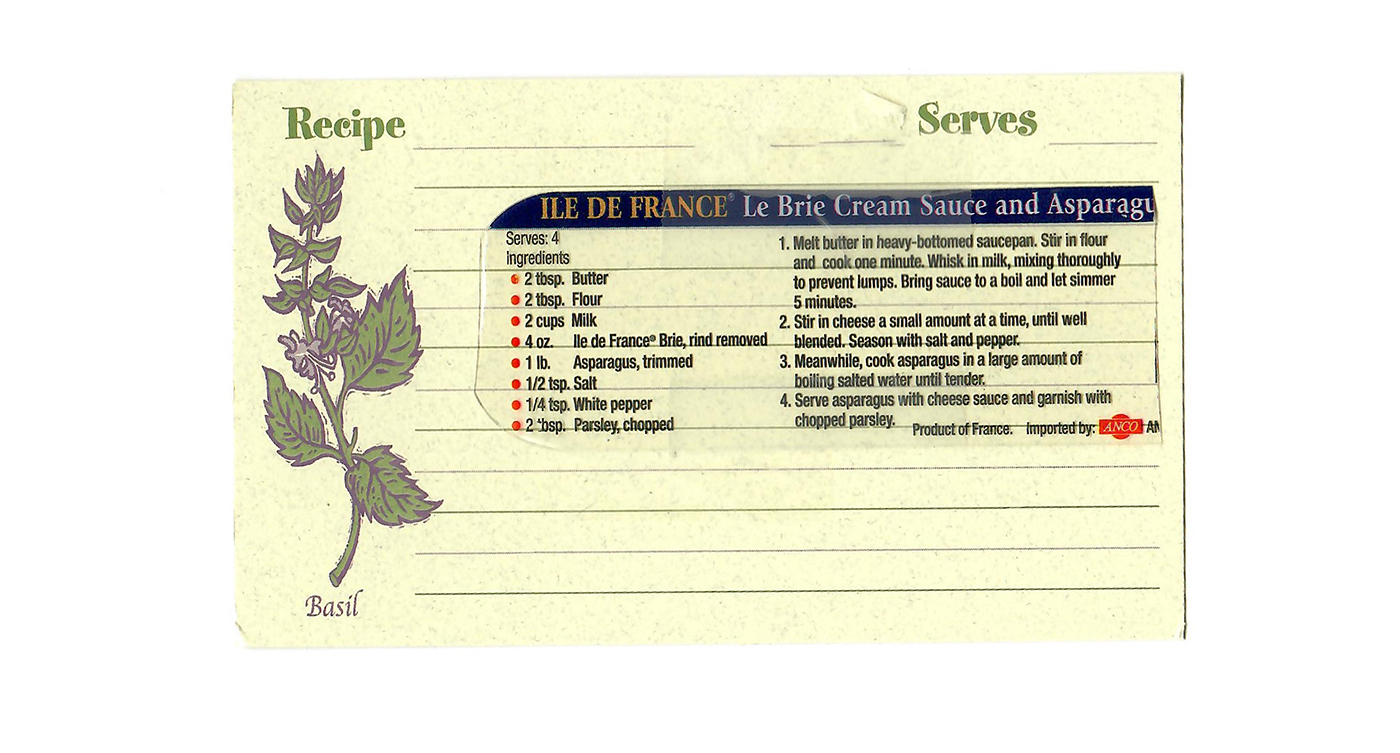 Recipe
Serves
ILE DE FRANCE® Le Brie Cream Sauce and Asparagu
Serves: 4
Ingredients
2 tbsp. Butter
2 tbsp. Flour
2 cups Milk
4 oz. Ile de France® Brie, rind removed
1 lb. Asparagus, trimmed
1/2 tsp. Salt
1/4 tsp. White pepper
2 tbsp. Parsley, chopped
1. Melt butter in heavy-bottomed saucepan. Stir in flour
and cook one minute. Whisk in milk, mixing thoroughly
to prevent lumps. Bring sauce to a boil and let simmer
5 minutes.
2. Stir in cheese a small amount at a time, until well
blended. Season with salt and pepper.
3. Meanwhile, cook asparagus in a large amount of
boiling salted water until tender.
4. Serve asparagus with cheese sauce and garnish with
chopped parsley.
Product of France. Imported by: ANCO AN
Basil